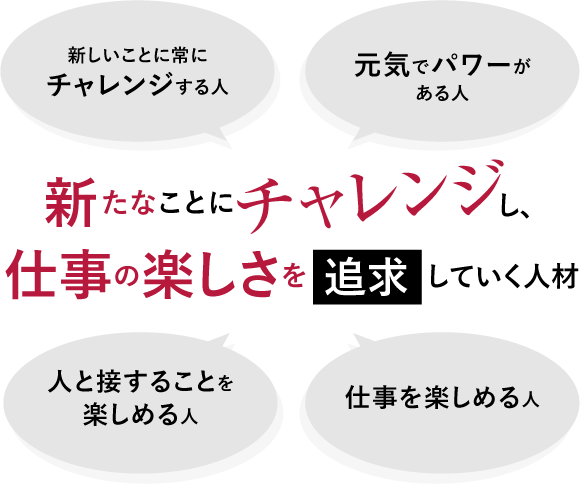 新しいことに常に
チャレンジする人
元気でパワーが
ある人
新たなことにチャレンジし、
仕事の楽しさを追求していく人材
人と接することを
楽しめる人
仕事を楽しめる人